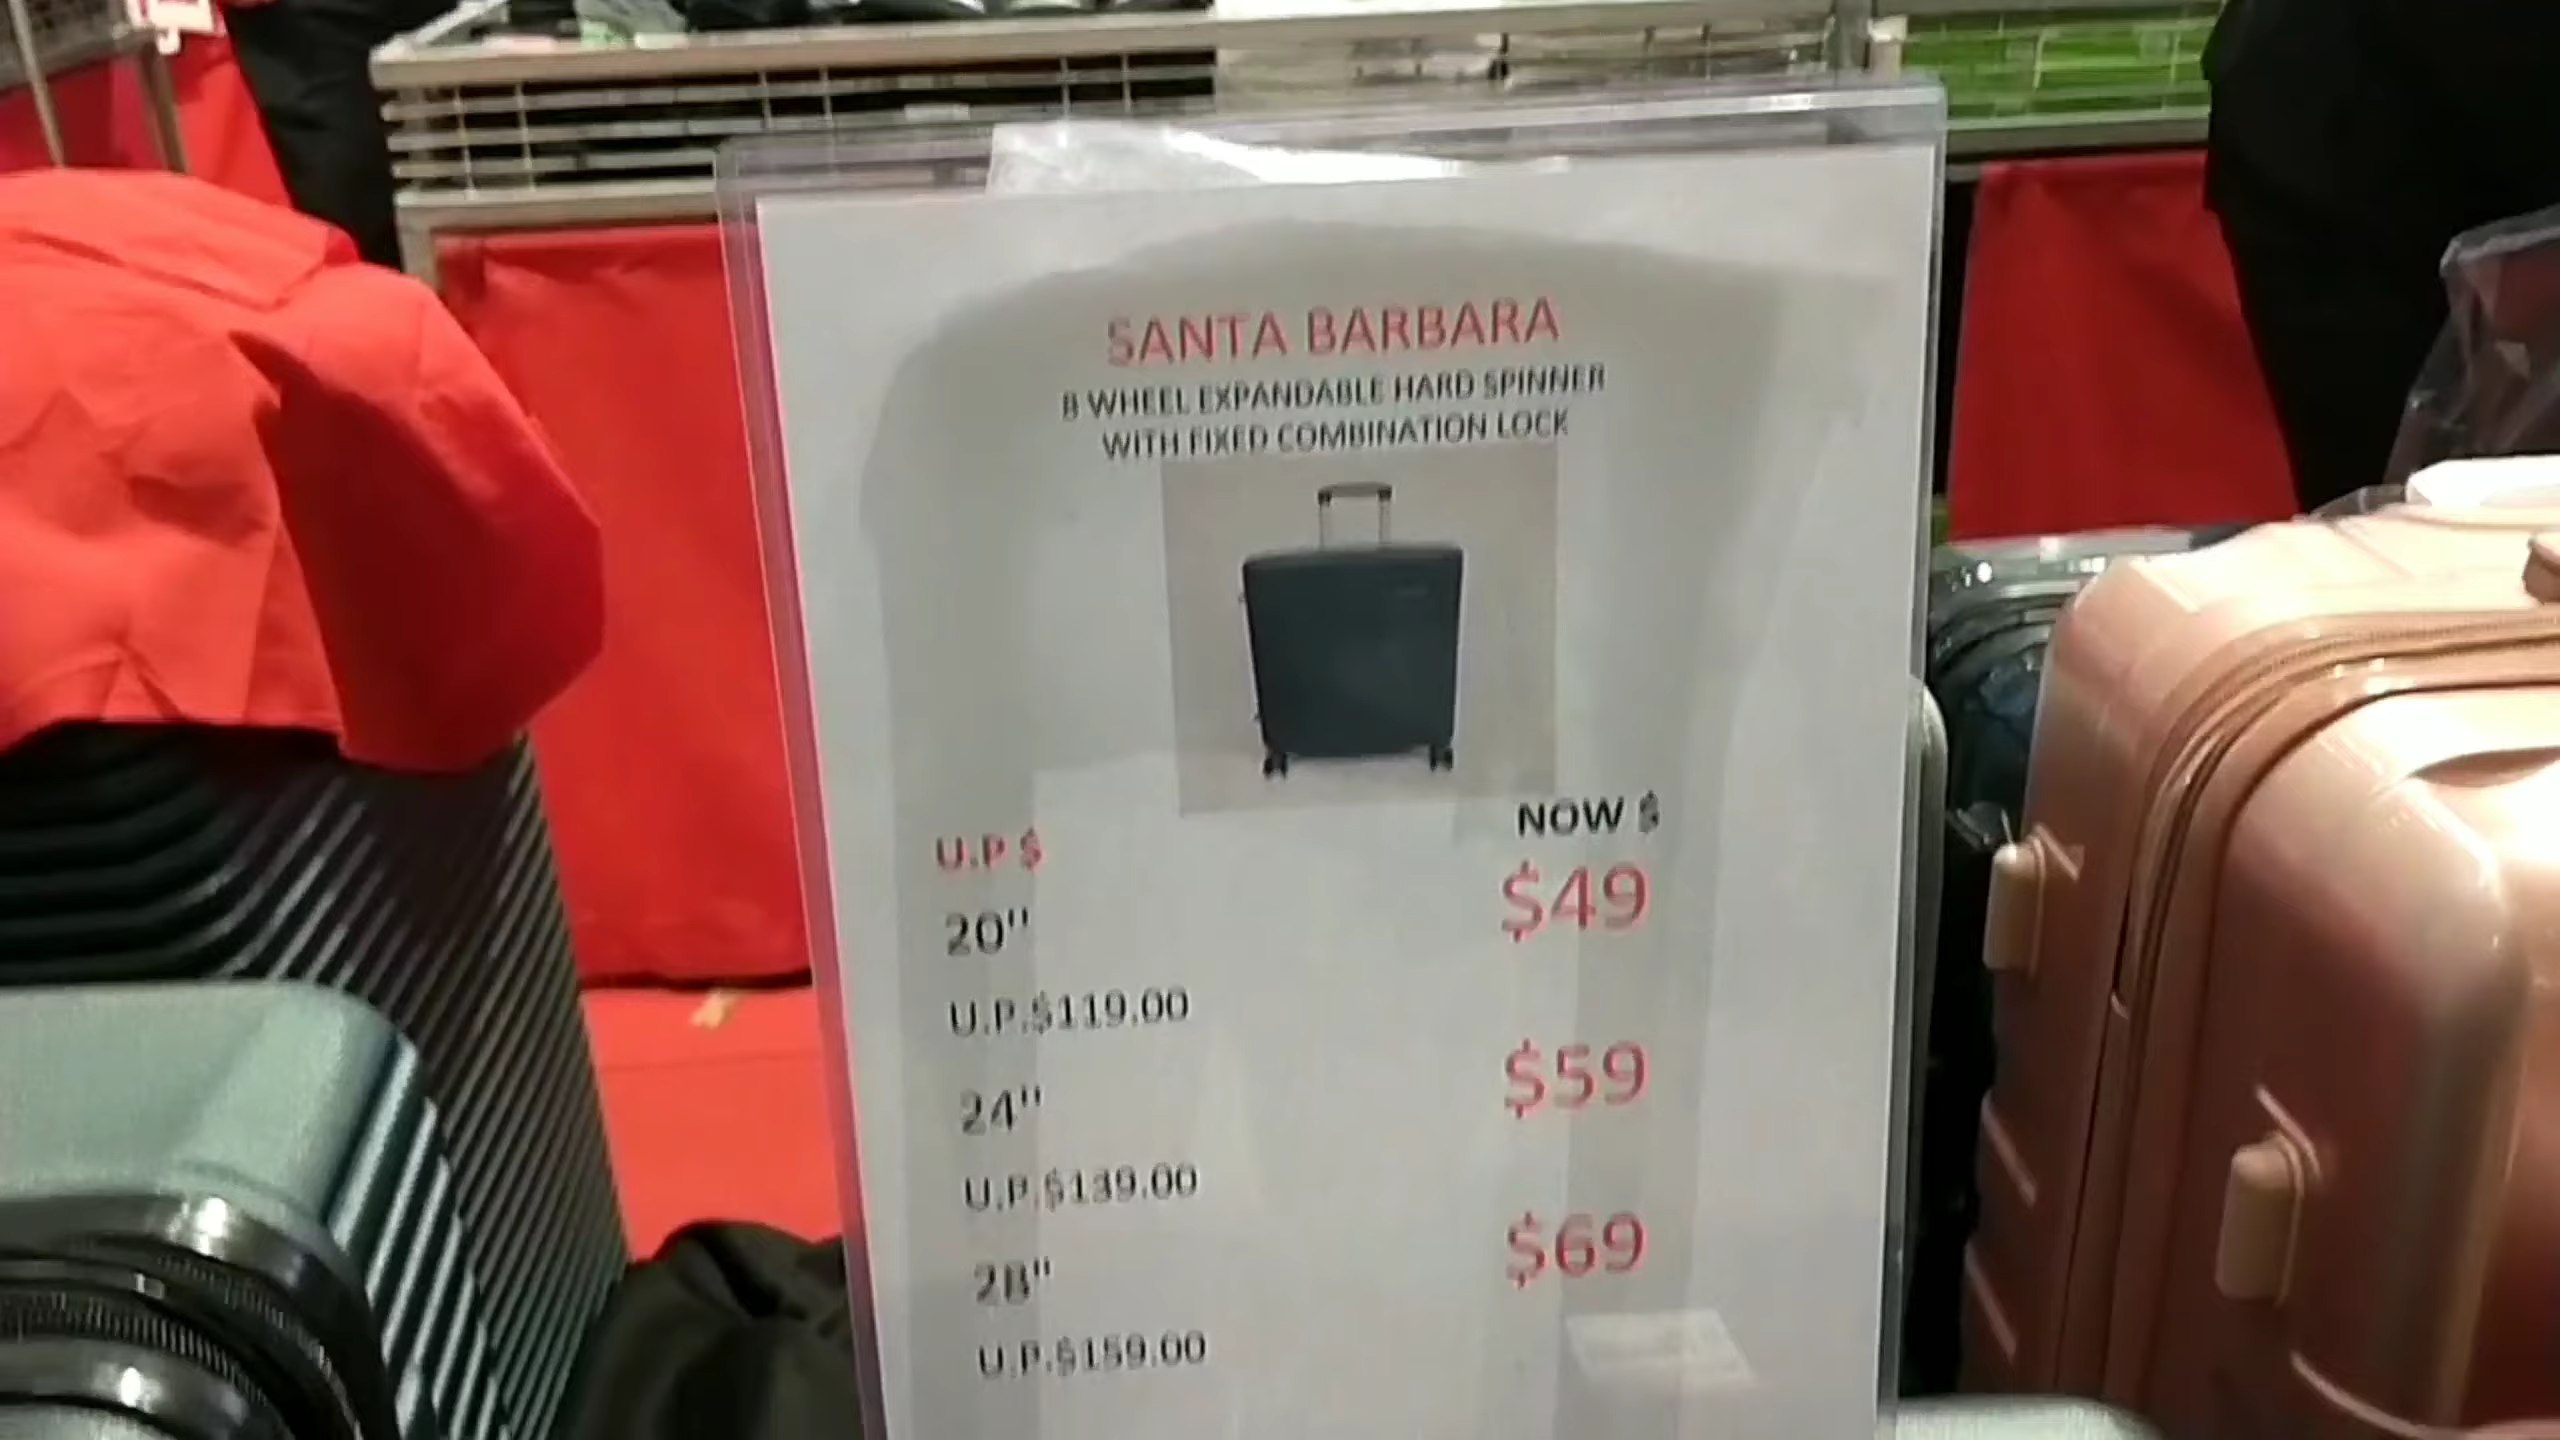 SANTA BARBARA
8 WHEEL EXPANDABLE HARD SPINNER
WITH FIXED COMBINATION LOCK
U.P $ NOW $
20" $49
U.P.$119.00
24" $59
U.P.$139.00
28" $69
U.P.$159.00